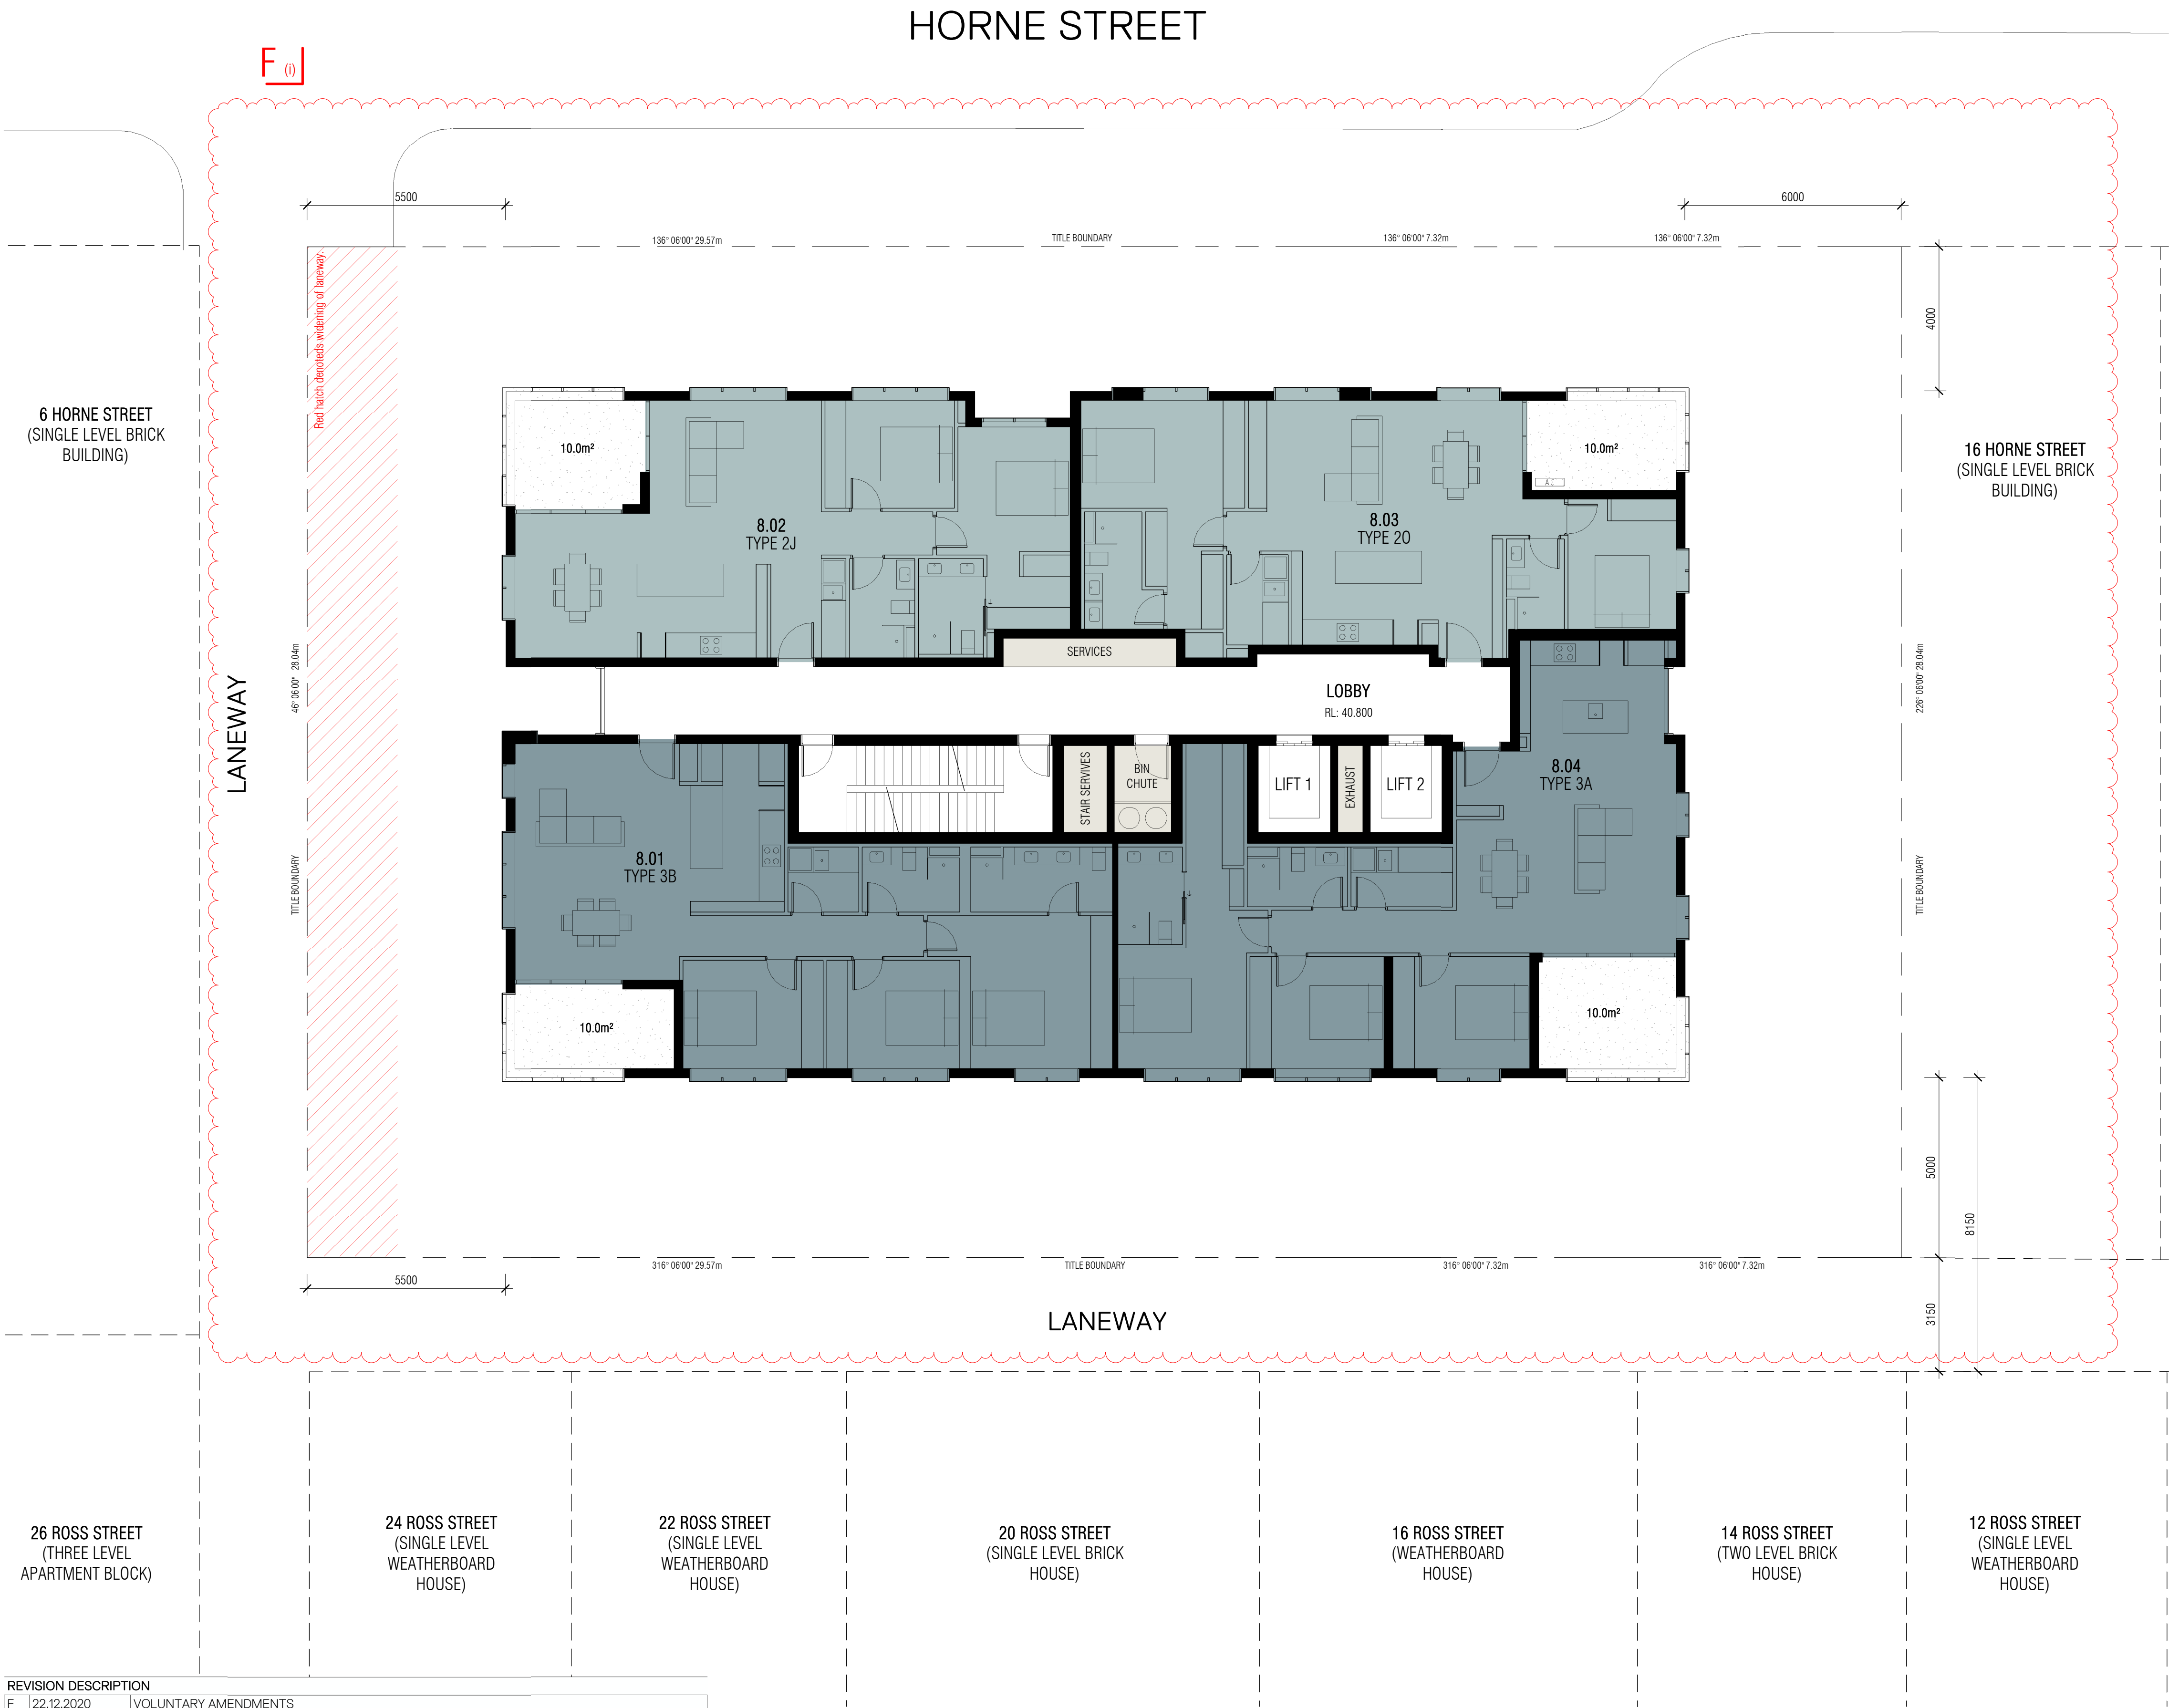 HORNE STREET
F (i)
5500
6000
136° 06'00" 29.57m
TITLE BOUNDARY
136° 06'00" 7.32m
136° 06'00" 7.32m
Red hatch denoteds widening of laneway.
4000
6 HORNE STREET
(SINGLE LEVEL BRICK
BUILDING)
10.0m²
8.02
TYPE 2J
8.03
TYPE 2O
10.0m²
A C
16 HORNE STREET
(SINGLE LEVEL BRICK
BUILDING)
SERVICES
LOBBY
RL: 40.800
LANEWAY
46° 06'00" 28.04m
TITLE BOUNDARY
226° 06'00" 28.04m
TITLE BOUNDARY
STAIR SERVIVES
BIN
CHUTE
LIFT 1
EXHAUST
LIFT 2
8.04
TYPE 3A
8.01
TYPE 3B
10.0m²
10.0m²
5000
8150
3150
316° 06'00" 29.57m
TITLE BOUNDARY
316° 06'00" 7.32m
316° 06'00" 7.32m
5500
LANEWAY
26 ROSS STREET
(THREE LEVEL
APARTMENT BLOCK)
24 ROSS STREET
(SINGLE LEVEL
WEATHERBOARD
HOUSE)
22 ROSS STREET
(SINGLE LEVEL
WEATHERBOARD
HOUSE)
20 ROSS STREET
(SINGLE LEVEL BRICK
HOUSE)
16 ROSS STREET
(WEATHERBOARD
HOUSE)
14 ROSS STREET
(TWO LEVEL BRICK
HOUSE)
12 ROSS STREET
(SINGLE LEVEL
WEATHERBOARD
HOUSE)
REVISION DESCRIPTION
F 22.12.2020 VOLUNTARY AMENDMENTS